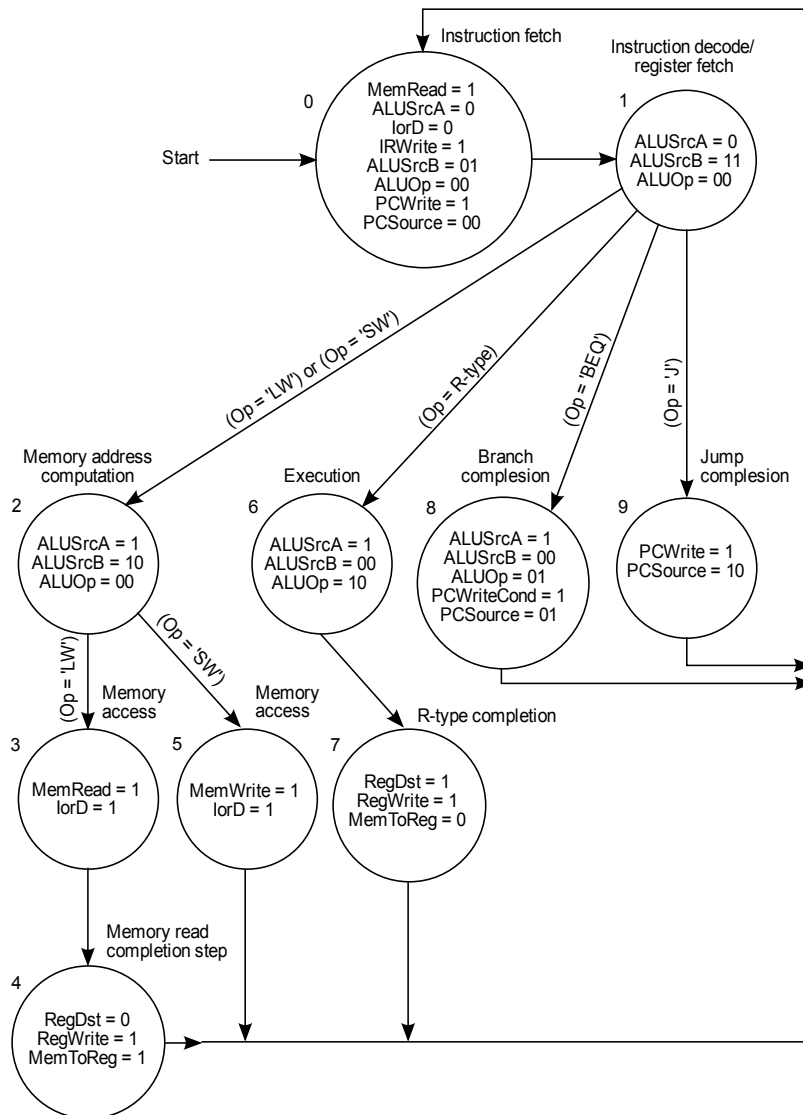 Instruction fetch
Instruction decode/
register fetch
0
MemRead = 1
ALUSrcA = 0
IorD = 0
IRWrite = 1
ALUSrcB = 01
ALUOp = 00
PCWrite = 1
PCSource = 00
1
ALUSrcA = 0
ALUSrcB = 11
ALUOp = 00
Start
(Op = 'LW') or (Op = 'SW')
(Op = R-type)
(Op = 'BEQ')
(Op = 'J')
Memory address
computation
2
ALUSrcA = 1
ALUSrcB = 10
ALUOp = 00
Execution
6
ALUSrcA = 1
ALUSrcB = 00
ALUOp = 10
Branch
complesion
8
ALUSrcA = 1
ALUSrcB = 00
ALUOp = 01
PCWriteCond = 1
PCSource = 01
Jump
complesion
9
PCWrite = 1
PCSource = 10
(Op = 'LW')
(Op = 'SW')
Memory
access
3
MemRead = 1
IorD = 1
Memory
access
5
MemWrite = 1
IorD = 1
R-type completion
7
RegDst = 1
RegWrite = 1
MemToReg = 0
Memory read
completion step
4
RegDst = 0
RegWrite = 1
MemToReg = 1